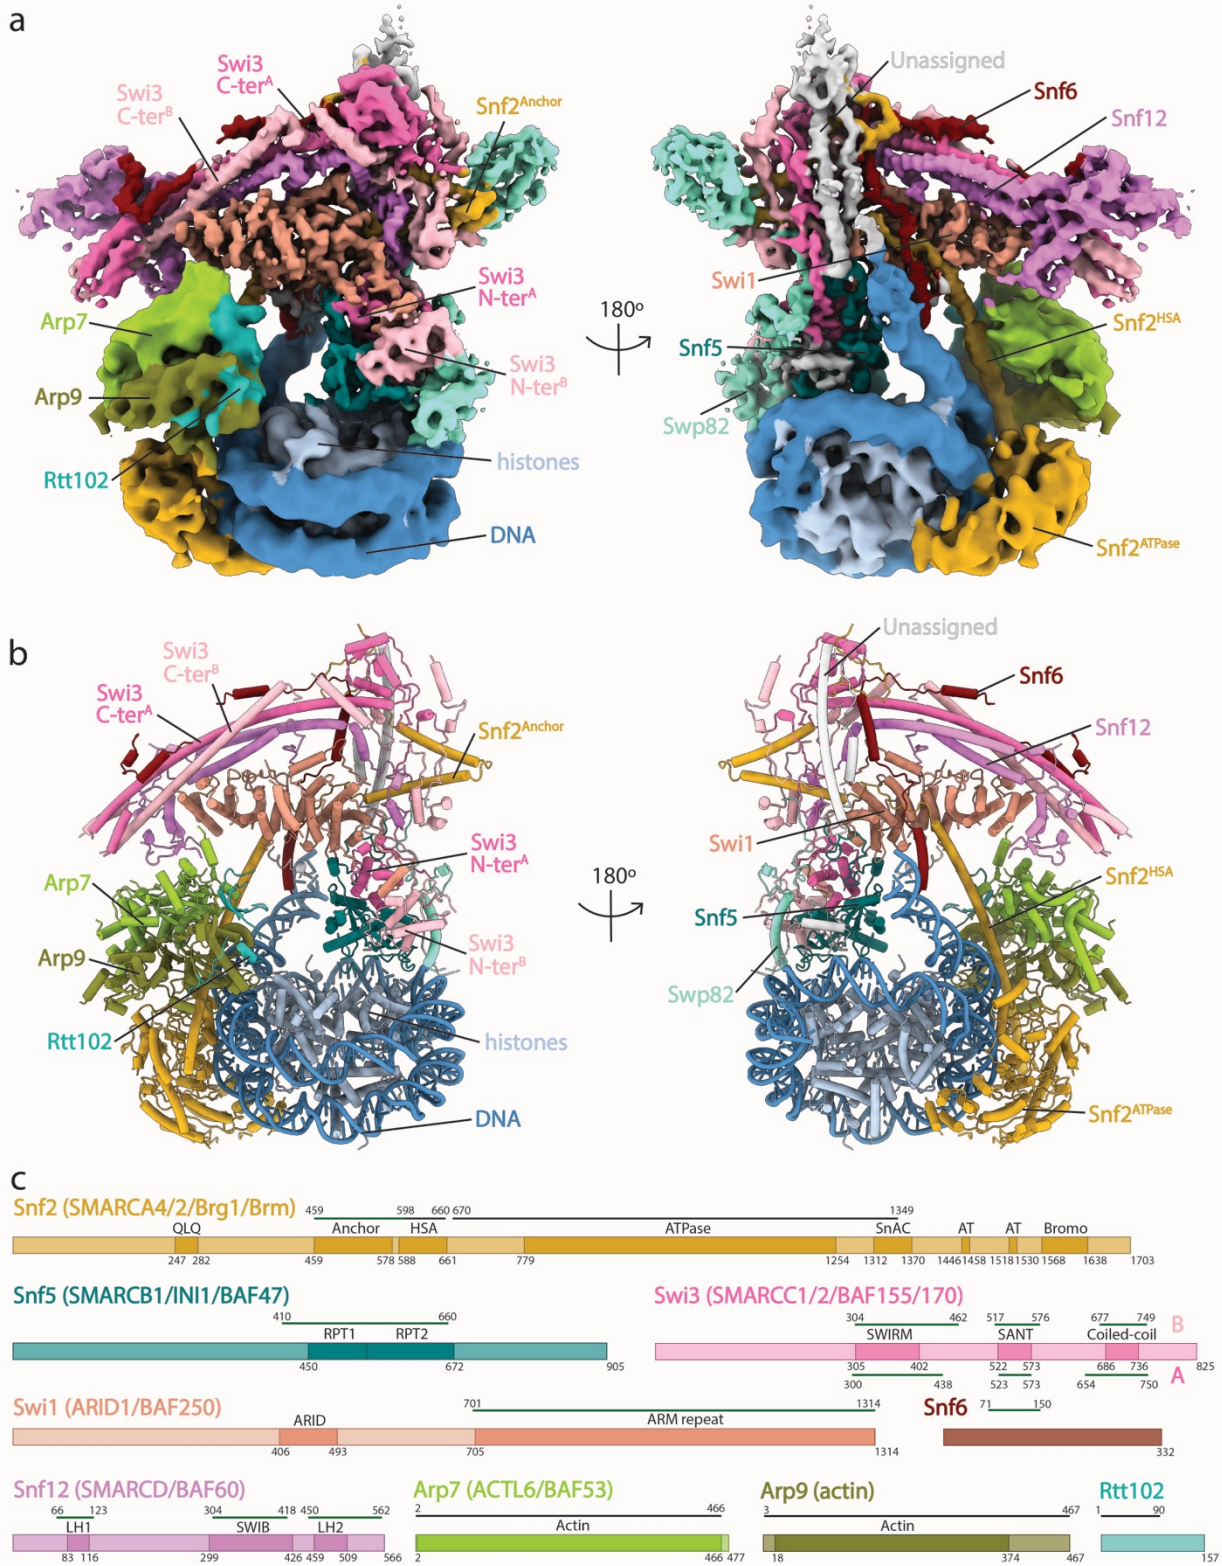 a
Swi3
C-ter^A
Swi3
C-ter^B
Snf2^Anchor
Swi3
N-ter^A
Arp7
Swi3
N-ter^B
Arp9
Rtt102
histones
DNA
180º
Unassigned
Snf6
Snf12
Swi1
Snf2^HSA
Snf5
Swp82
Snf2^ATPase
b
Swi3
C-ter^B
Swi3
C-ter^A
Snf2^Anchor
Swi3
N-ter^A
Arp7
Swi3
N-ter^B
Arp9
Rtt102
histones
DNA
180º
Unassigned
Snf6
Snf12
Swi1
Snf2^HSA
Snf5
Swp82
Snf2^ATPase
c
Snf2 (SMARCA4/2/Brg1/Brm)
459 598 660 670 1349
QLQ Anchor HSA ATPase SnAC AT AT Bromo
247 282 459 578 588 661 779 1254 1312 1370 1446 1458 1518 1530 1568 1638 1703
Snf5 (SMARCB1/INI1/BAF47)
410 660
RPT1 RPT2
450 672 905
Swi3 (SMARCC1/2/BAF155/170)
304 462 517 576 677 749
SWIRM SANT Coiled-coil B
305 402 522 573 686 736 825
300 438 523 573 654 750 A
Swi1 (ARID1/BAF250)
701 1314
ARID ARM repeat
406 493 705 1314
Snf6
71 150
332
Snf12 (SMARCD/BAF60)
66 123 304 418 450 562
LH1 SWIB LH2
83 116 299 426 459 509 566
Arp7 (ACTL6/BAF53)
2 466
Actin
2 466 477
Arp9 (actin)
3 467
Actin
18 374 467
Rtt102
1 90
157